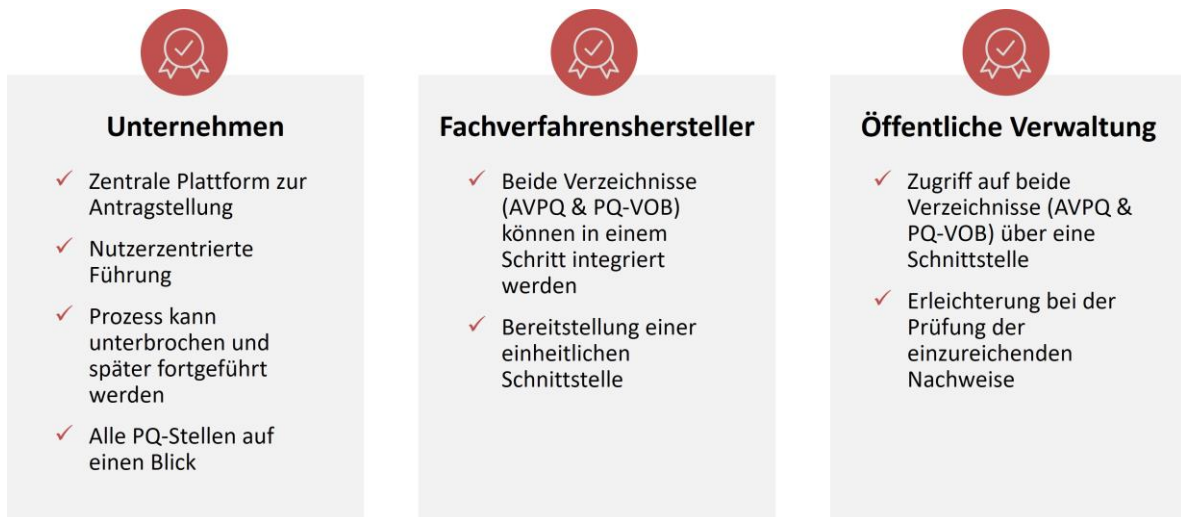 Unternehmen
Zentrale Plattform zur
Antragstellung
Nutzerzentrierte
Führung
Prozess kann
unterbrochen und
später fortgeführt
werden
Alle PQ-Stellen auf
einen Blick
Fachverfahrenshersteller
Beide Verzeichnisse
(AVPQ & PQ-VOB)
können in einem
Schritt integriert
werden
Bereitstellung einer
einheitlichen
Schnittstelle
Öffentliche Verwaltung
Zugriff auf beide
Verzeichnisse (AVPQ &
PQ-VOB) über eine
Schnittstelle
Erleichterung bei der
Prüfung der
einzureichenden
Nachweise